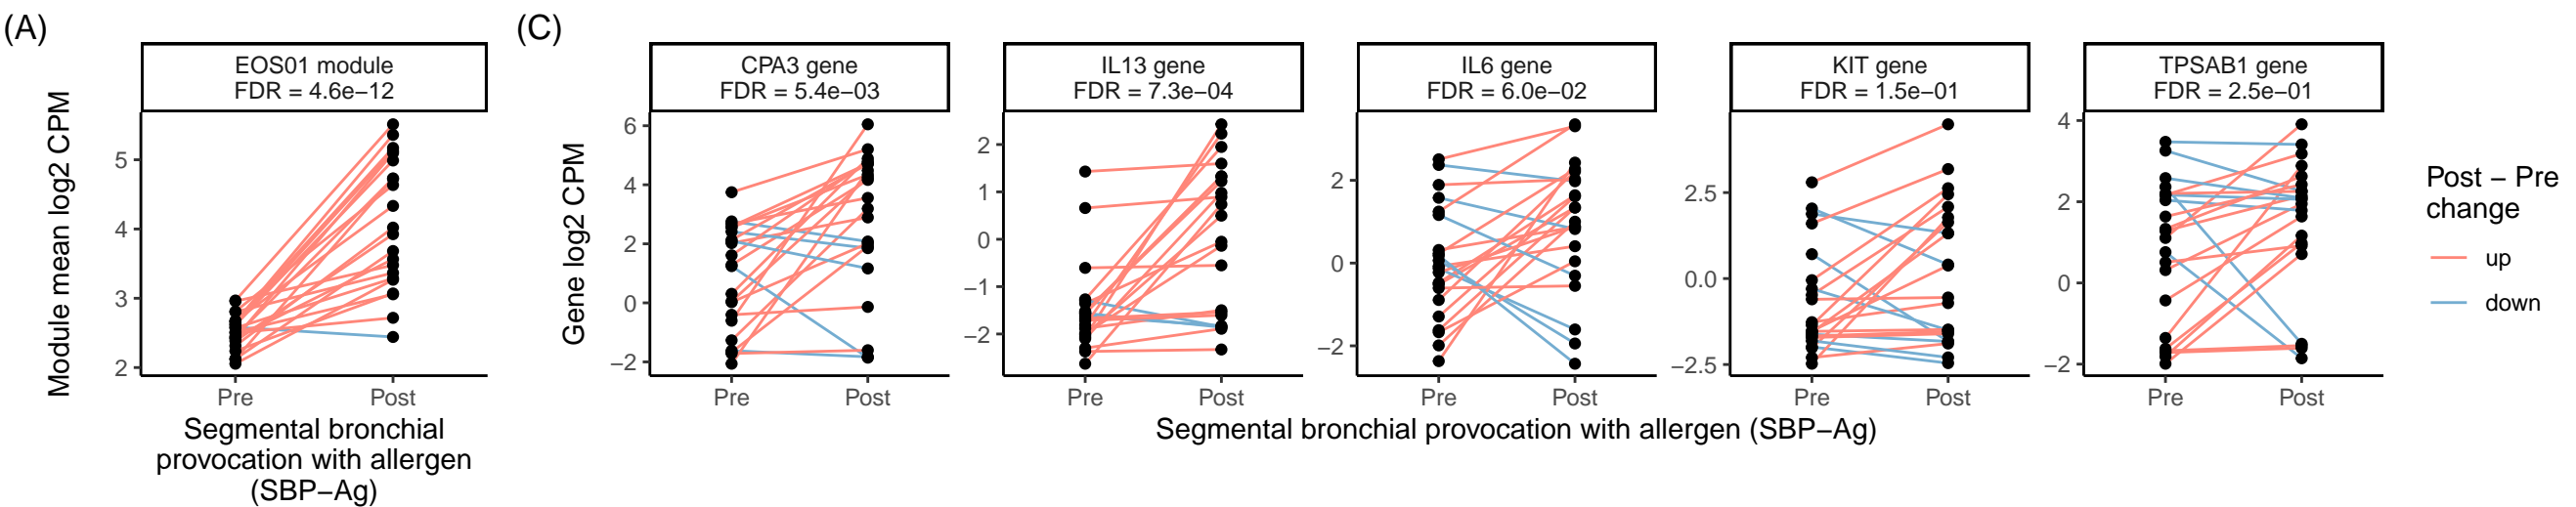 (A)
EOS01 module
FDR = 4.6e−12
Module mean log2 CPM
5
4
3
2
Pre
Post
Segmental bronchial
provocation with allergen
(SBP−Ag)
(C)
Gene log2 CPM
CPA3 gene
FDR = 5.4e−03
6
4
2
0
−2
Pre
Post
IL13 gene
FDR = 7.3e−04
2
1
0
−1
−2
Pre
Post
IL6 gene
FDR = 6.0e−02
2
0
−2
Pre
Post
KIT gene
FDR = 1.5e−01
2.5
0.0
−2.5
Pre
Post
TPSAB1 gene
FDR = 2.5e−01
4
2
0
−2
Pre
Post
Segmental bronchial provocation with allergen (SBP−Ag)
Post − Pre
change
up
down